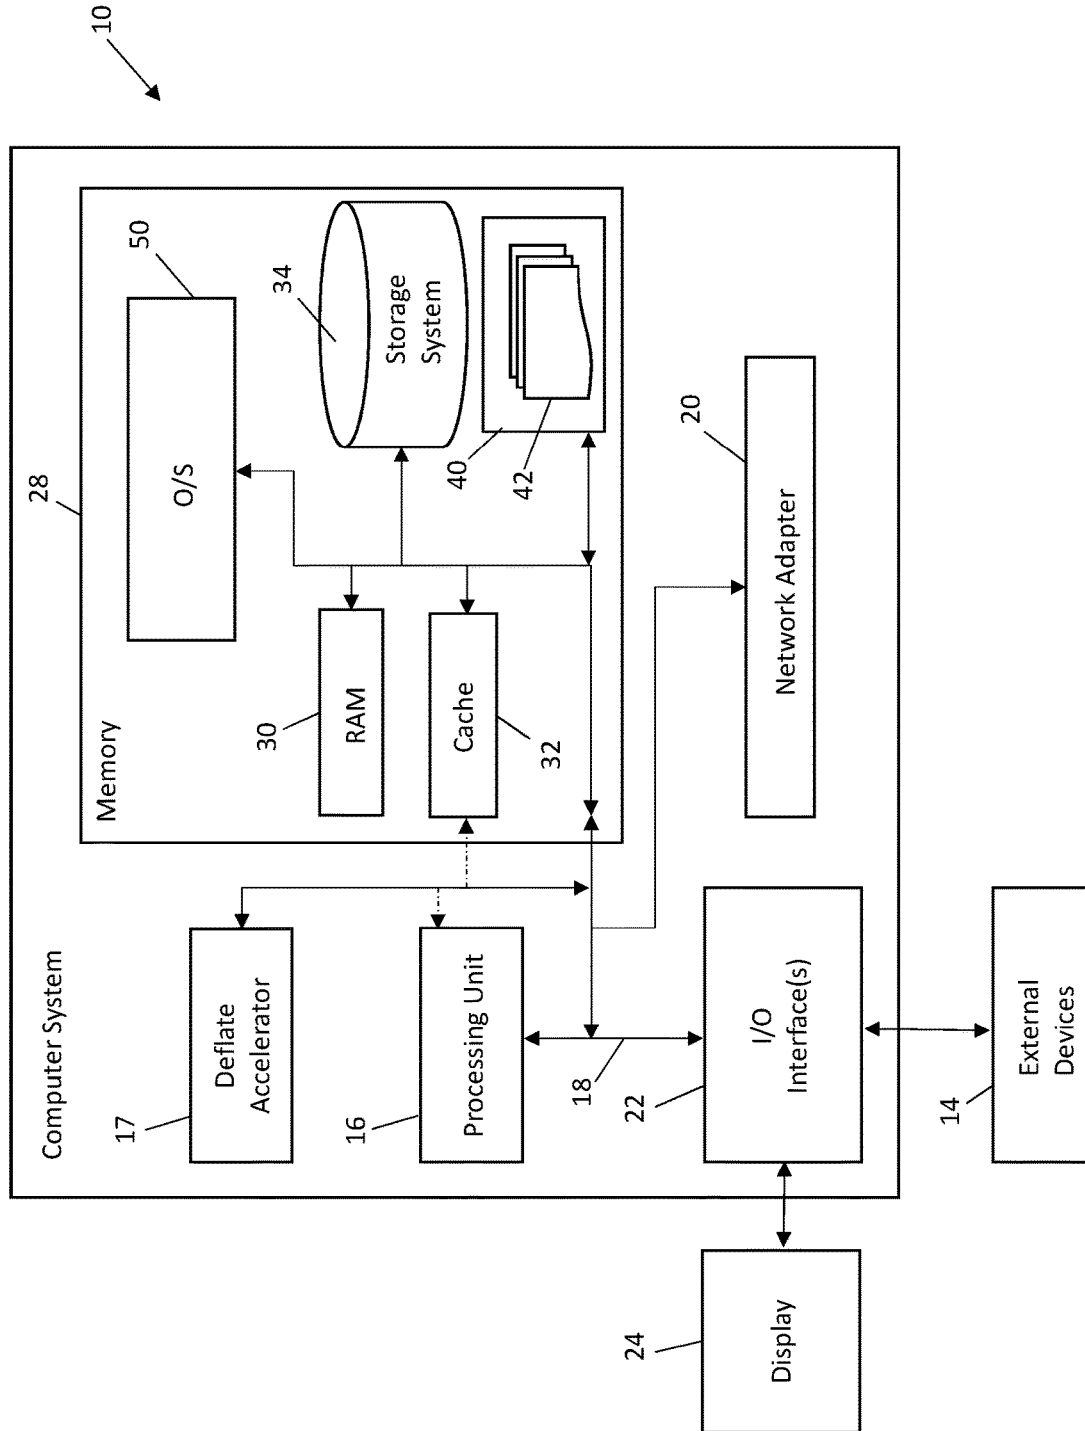 10
Computer System
Memory
28
50
O/S
34
Storage
System
30
RAM
Cache
32
40
42
17
Deflate
Accelerator
16
Processing Unit
18
20
Network Adapter
22
I/O
Interface(s)
24
Display
14
External
Devices